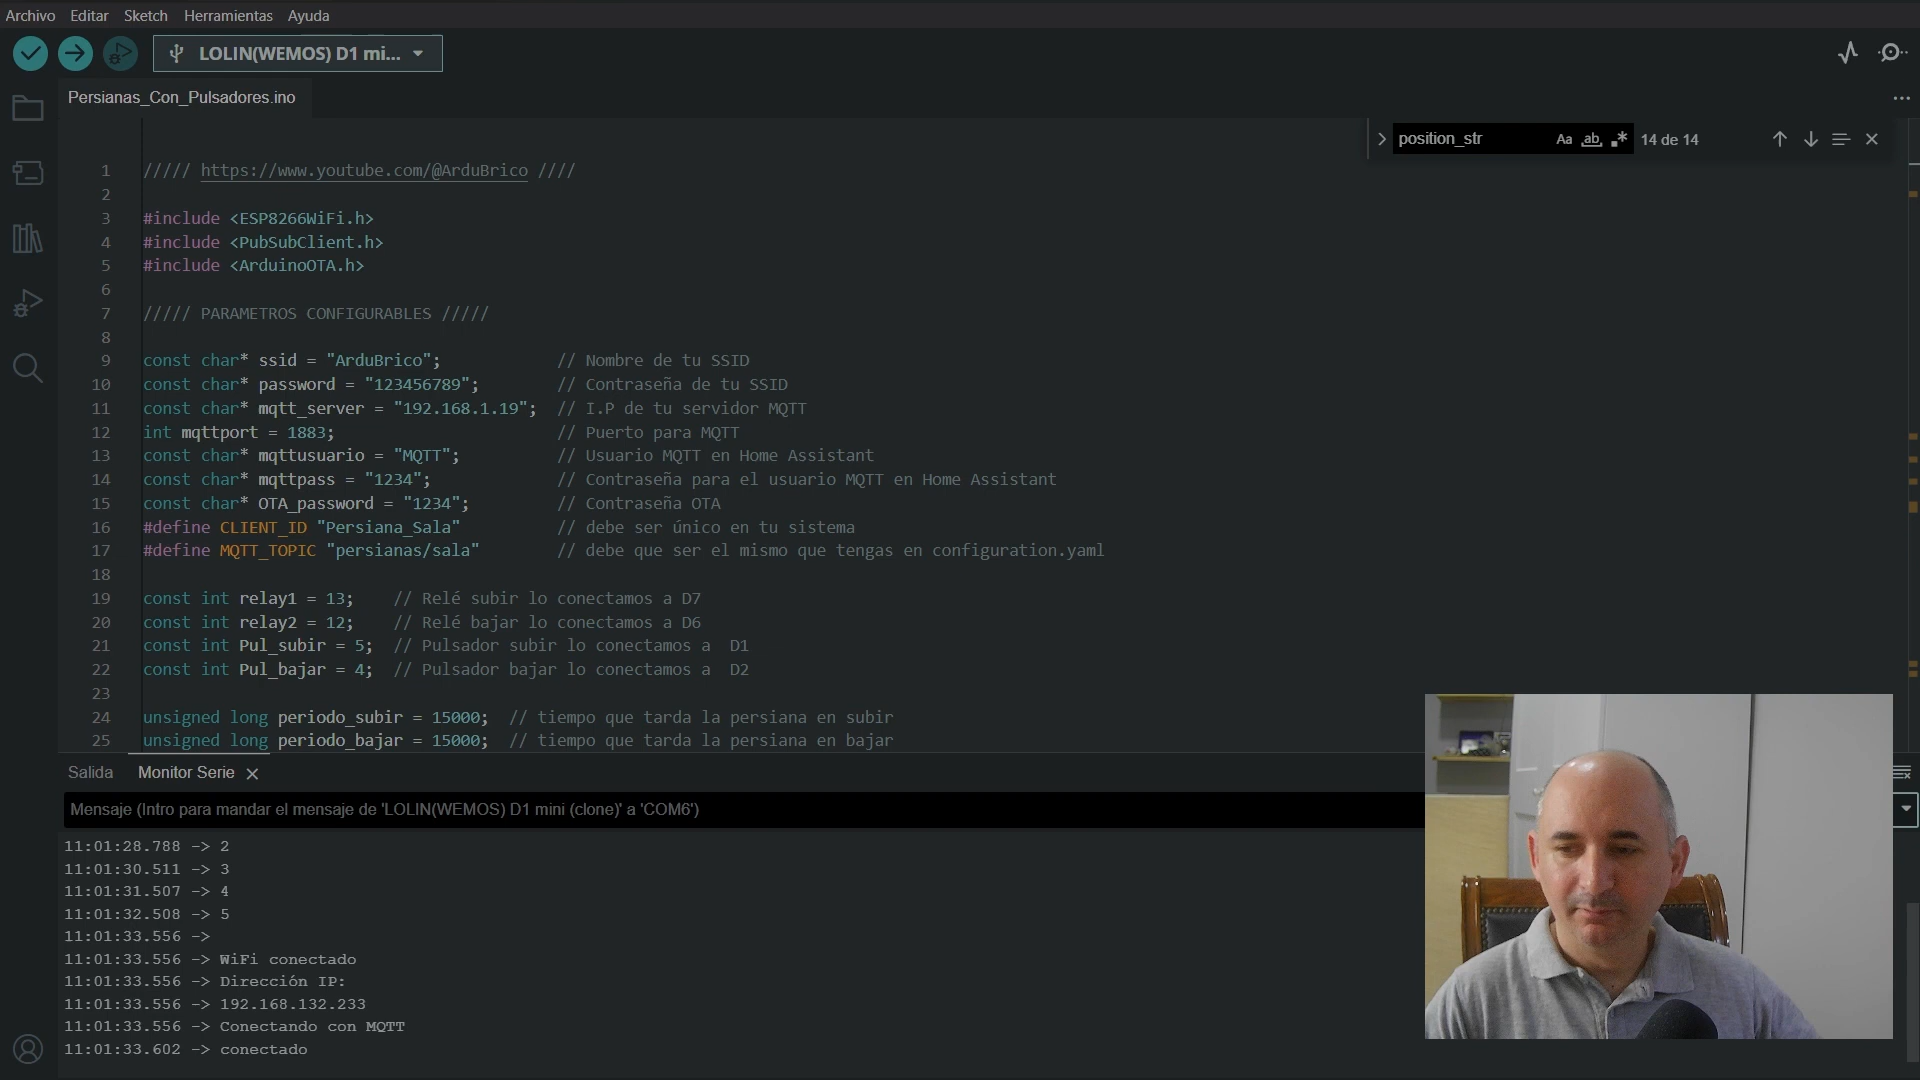 Archivo Editar Sketch Herramientas Ayuda
LOLIN(WEMOS) D1 mi...
Persianas_Con_Pulsadores.ino
position_str Aa ab .* 14 de 14
1 ///// https://www.youtube.com/@ArduBrico ////
2
3 #include <ESP8266WiFi.h>
4 #include <PubSubClient.h>
5 #include <ArduinoOTA.h>
6
7 ///// PARAMETROS CONFIGURABLES /////
8
9 const char* ssid = "ArduBrico"; // Nombre de tu SSID
10 const char* password = "123456789"; // Contraseña de tu SSID
11 const char* mqtt_server = "192.168.1.19"; // I.P de tu servidor MQTT
12 int mqttport = 1883; // Puerto para MQTT
13 const char* mqttusuario = "MQTT"; // Usuario MQTT en Home Assistant
14 const char* mqttpass = "1234"; // Contraseña para el usuario MQTT en Home Assistant
15 const char* OTA_password = "1234"; // Contraseña OTA
16 #define CLIENT_ID "Persiana_Sala" // debe ser único en tu sistema
17 #define MQTT_TOPIC "persianas/sala" // debe que ser el mismo que tengas en configuration.yaml
18
19 const int relay1 = 13; // Relé subir lo conectamos a D7
20 const int relay2 = 12; // Relé bajar lo conectamos a D6
21 const int Pul_subir = 5; // Pulsador subir lo conectamos a D1
22 const int Pul_bajar = 4; // Pulsador bajar lo conectamos a D2
23
24 unsigned long periodo_subir = 15000; // tiempo que tarda la persiana en subir
25 unsigned long periodo_bajar = 15000; // tiempo que tarda la persiana en bajar
Salida Monitor Serie
Mensaje (Intro para mandar el mensaje de 'LOLIN(WEMOS) D1 mini (clone)' a 'COM6')
11:01:28.788 -> 2
11:01:30.511 -> 3
11:01:31.507 -> 4
11:01:32.508 -> 5
11:01:33.556 ->
11:01:33.556 -> WiFi conectado
11:01:33.556 -> Dirección IP:
11:01:33.556 -> 192.168.132.233
11:01:33.556 -> Conectando con MQTT
11:01:33.602 -> conectado